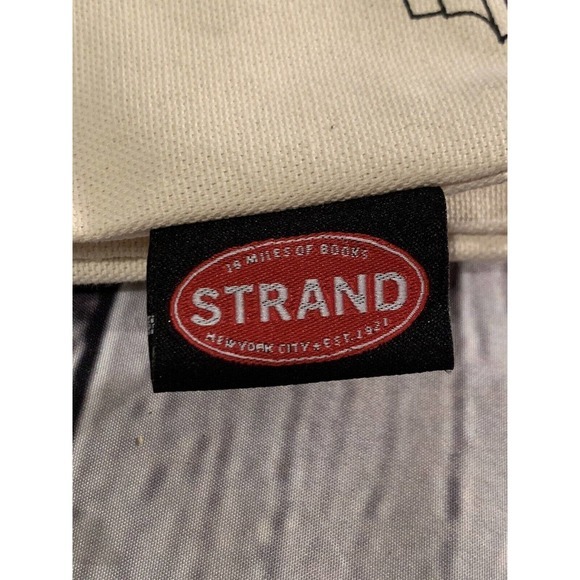 18 MILES OF BOOKS
STRAND
NEW YORK CITY + EST. 1927